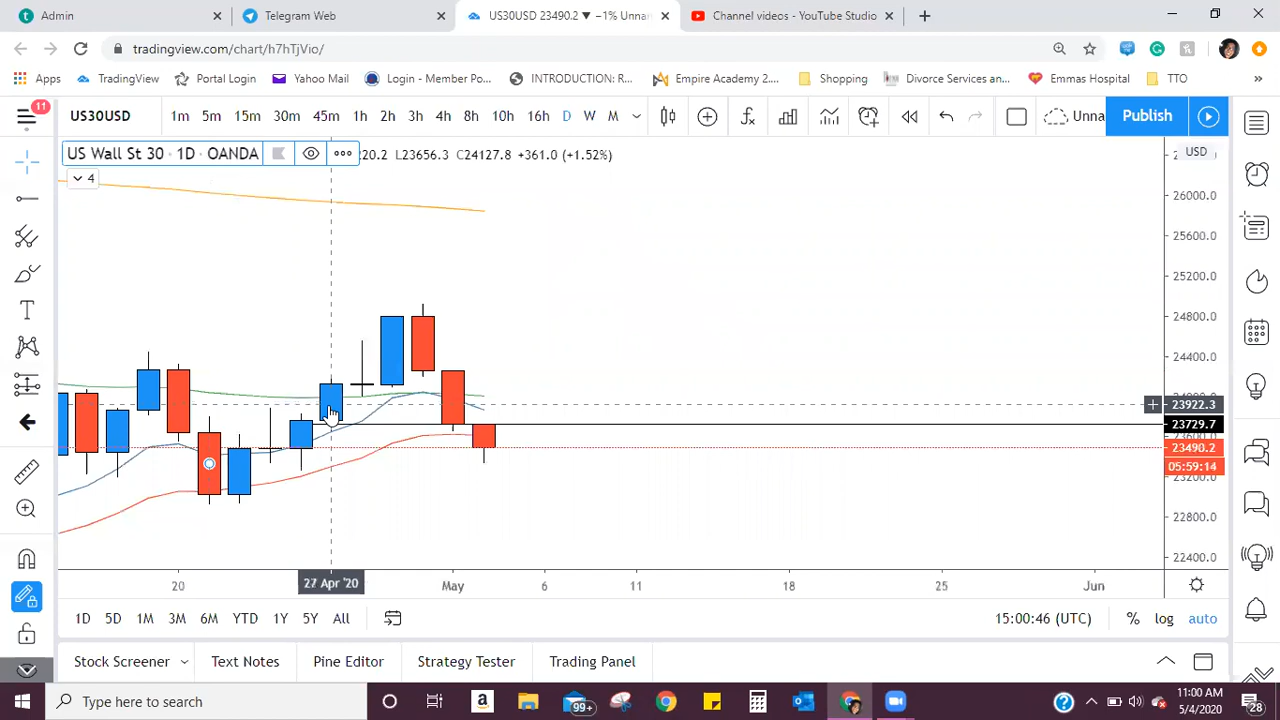 Admin
Telegram Web
US30USD 23490.2 ▼ −1% Unnar
Channel videos - YouTube Studio
tradingview.com/chart/h7hTjVio/
Apps
TradingView
Portal Login
Yahoo Mail
Login - Member Po...
INTRODUCTION: R...
Empire Academy 2....
Shopping
Divorce Services an...
Emmas Hospital
TTO
»
11
US30USD
1m 5m 15m 30m 45m 1h 2h 3h 4h 8h 10h 16h D W M
Unna
Publish
US Wall St 30 · 1D · OANDA
20.2 L23656.3 C24127.8 +361.0 (+1.52%)
USD
4
26000.0
25600.0
25200.0
24800.0
24400.0
23922.3
23729.7
23490.2
05:59:14
23200.0
22800.0
22400.0
20
27 Apr '20
May
6
11
18
25
Jun
1D 5D 1M 3M 6M YTD 1Y 5Y All
15:00:46 (UTC)
% log auto
Stock Screener
Text Notes
Pine Editor
Strategy Tester
Trading Panel
Type here to search
99+
11:00 AM
5/4/2020
28